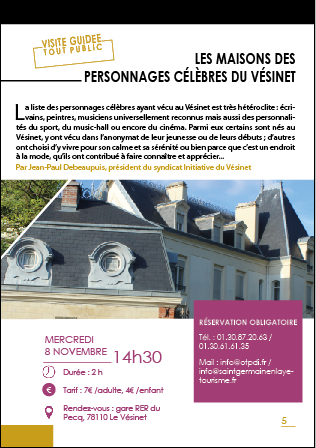 VISITE GUIDEE
TOUT PUBLIC
LES MAISONS DES
PERSONNAGES CÉLÈBRES DU VÉSINET
La liste des personnages célèbres ayant vécu au Vésinet est très hétéroclite : écri-
vains, peintres, musiciens universellement reconnus mais aussi des personnali-
tés du sport, du music-hall ou encore du cinéma. Parmi eux certains sont nés au
Vésinet, y ont vécu dans l'anonymat de leur jeunesse ou de leurs débuts ; d'autres
ont choisi d'y vivre pour son calme et sa sérénité ou bien parce que c'est un endroit
à la mode, qu'ils ont contribué à faire connaître et apprécier...
Par Jean-Paul Debeaupuis, président du syndicat Initiative du Vésinet
MERCREDI
8 NOVEMBRE
14h30
Durée : 2 h
Tarif : 7€ /adulte, 4€ /enfant
Rendez-vous : gare RER du
Pecq, 78110 Le Vésinet
RÉSERVATION OBLIGATOIRE
Tél. : 01.30.87.20.63 /
01.30.61.61.35
Mail : info@otpdi.fr /
info@saintgermainenlaye-
tourisme.fr
5